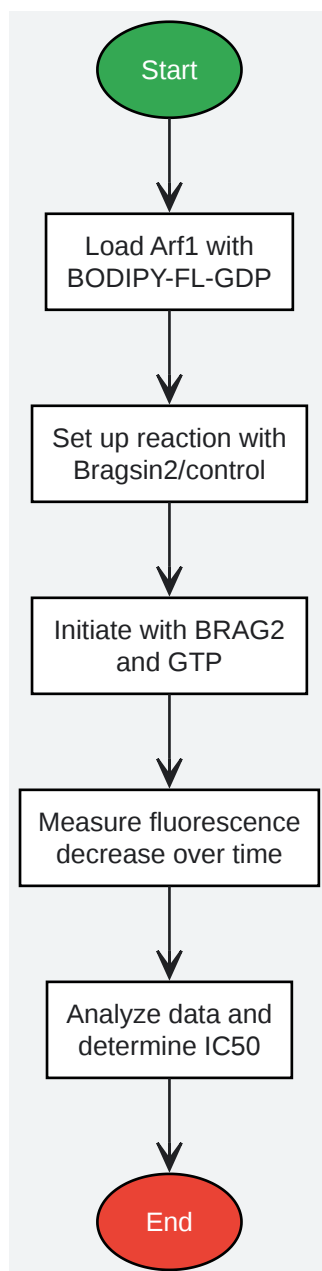 Start
Load Arf1 with
BODIPY-FL-GDP
Set up reaction with
Bragsin2/control
Initiate with BRAG2
and GTP
Measure fluorescence
decrease over time
Analyze data and
determine IC50
End